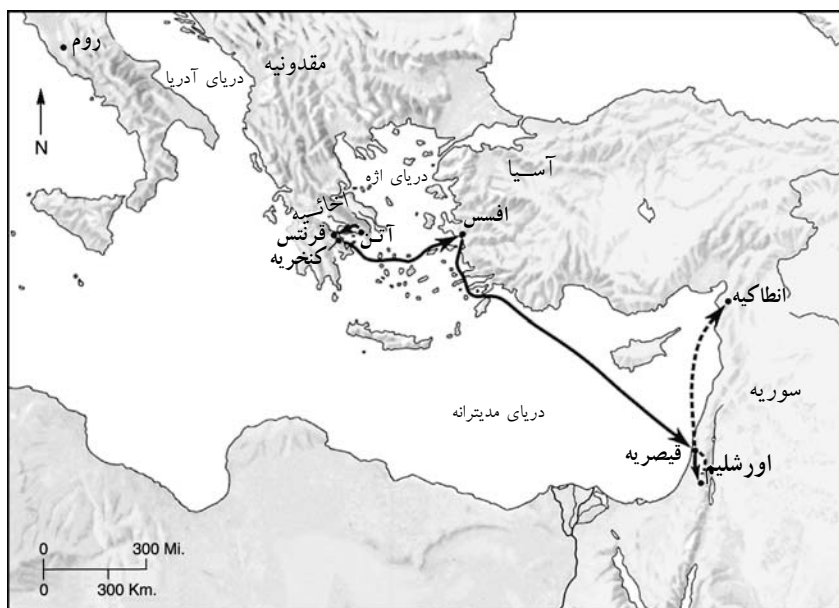 روم
مقدونیه
دریای آدریا
N
آسیا
دریای اژه
اخائیه
افسس
آتن
قرنتس
کنخریه
انطاکیه
سوریه
دریای مدیترانه
قیصریه
اورشلیم
0 300 Mi.
0 300 Km.